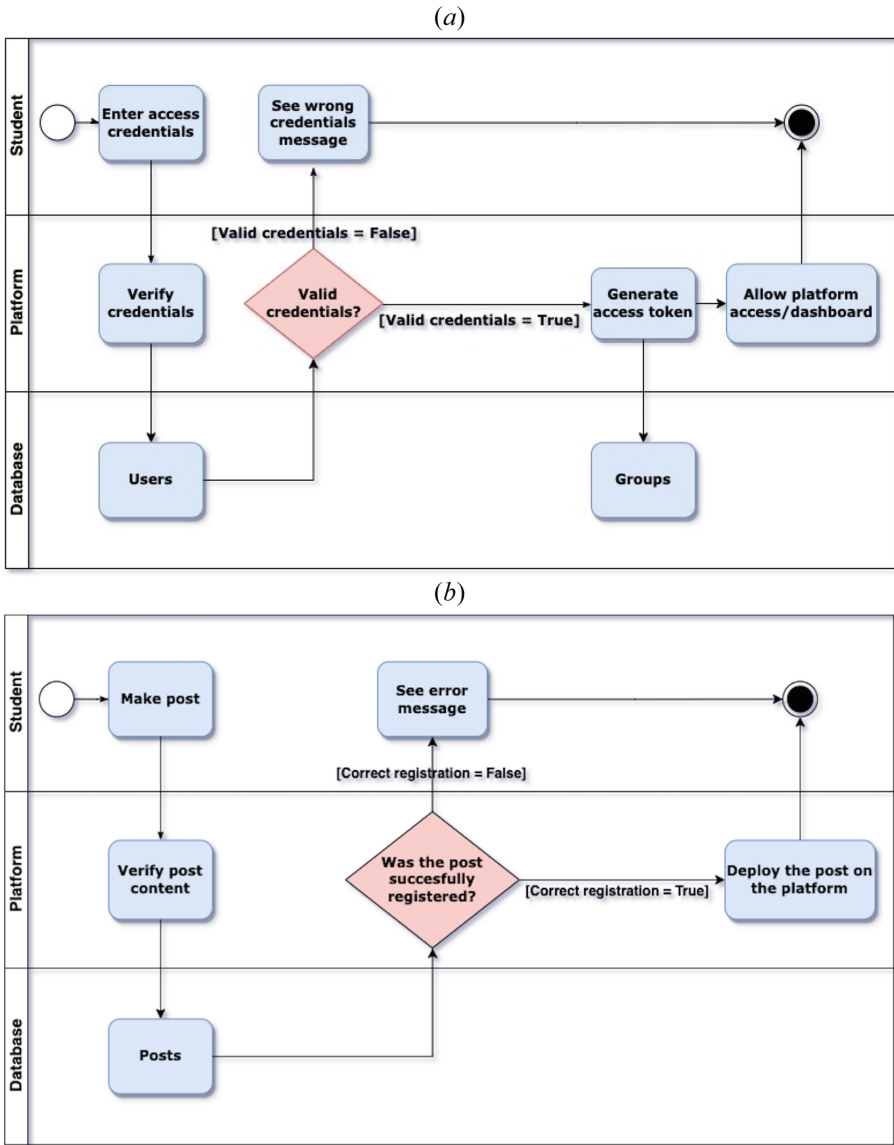 (a)
Student
Enter access
credentials
See wrong
credentials
message
[Valid credentials = False]
Platform
Verify
credentials
Valid
credentials?
[Valid credentials = True]
Generate
access token
Allow platform
access/dashboard
Database
Users
Groups
(b)
Student
Make post
See error
message
[Correct registration = False]
Platform
Verify post
content
Was the post
succesfully
registered?
[Correct registration = True]
Deploy the post on
the platform
Database
Posts